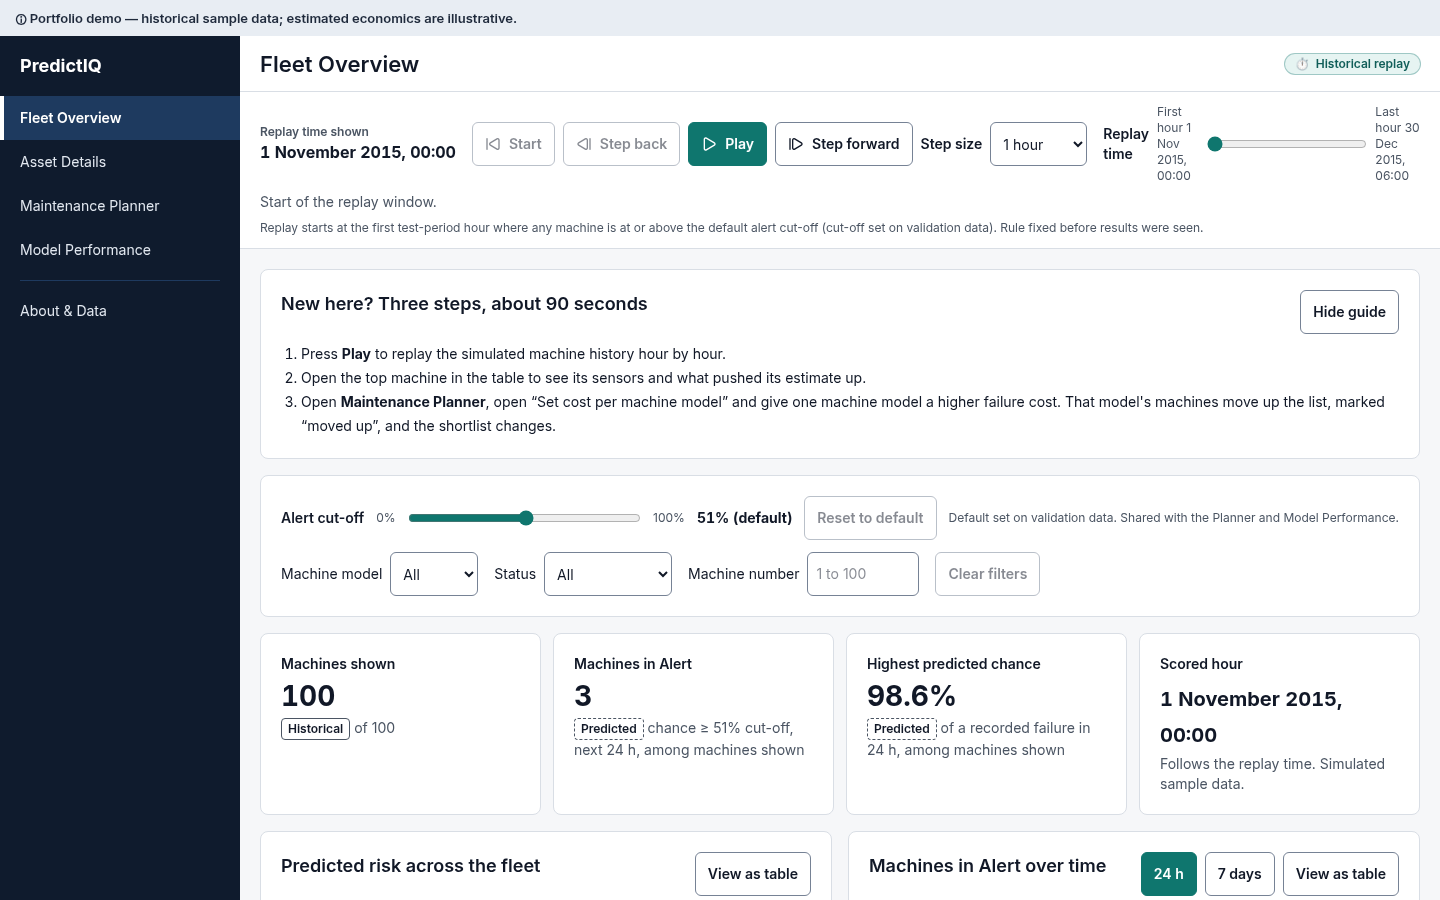 Portfolio demo — historical sample data; estimated economics are illustrative.
PredictIQ
Fleet Overview
Asset Details
Maintenance Planner
Model Performance
About & Data
Fleet Overview
Historical replay
Replay time shown
1 November 2015, 00:00
Start
Step back
Play
Step forward
Step size
1 hour
Replay
time
First
hour 1
Nov
2015,
00:00
Last
hour 30
Dec
2015,
06:00
Start of the replay window.
Replay starts at the first test-period hour where any machine is at or above the default alert cut-off (cut-off set on validation data). Rule fixed before results were seen.
New here? Three steps, about 90 seconds
Hide guide
1. Press Play to replay the simulated machine history hour by hour.
2. Open the top machine in the table to see its sensors and what pushed its estimate up.
3. Open Maintenance Planner, open “Set cost per machine model” and give one machine model a higher failure cost. That model's machines move up the list, marked
“moved up”, and the shortlist changes.
Alert cut-off 0% 100% 51% (default) Reset to default Default set on validation data. Shared with the Planner and Model Performance.
Machine model All Status All Machine number 1 to 100 Clear filters
Machines shown
100
Historical of 100
Machines in Alert
3
Predicted chance ≥ 51% cut-off,
next 24 h, among machines shown
Highest predicted chance
98.6%
Predicted of a recorded failure in
24 h, among machines shown
Scored hour
1 November 2015,
00:00
Follows the replay time. Simulated
sample data.
Predicted risk across the fleet
View as table
Machines in Alert over time
24 h
7 days
View as table